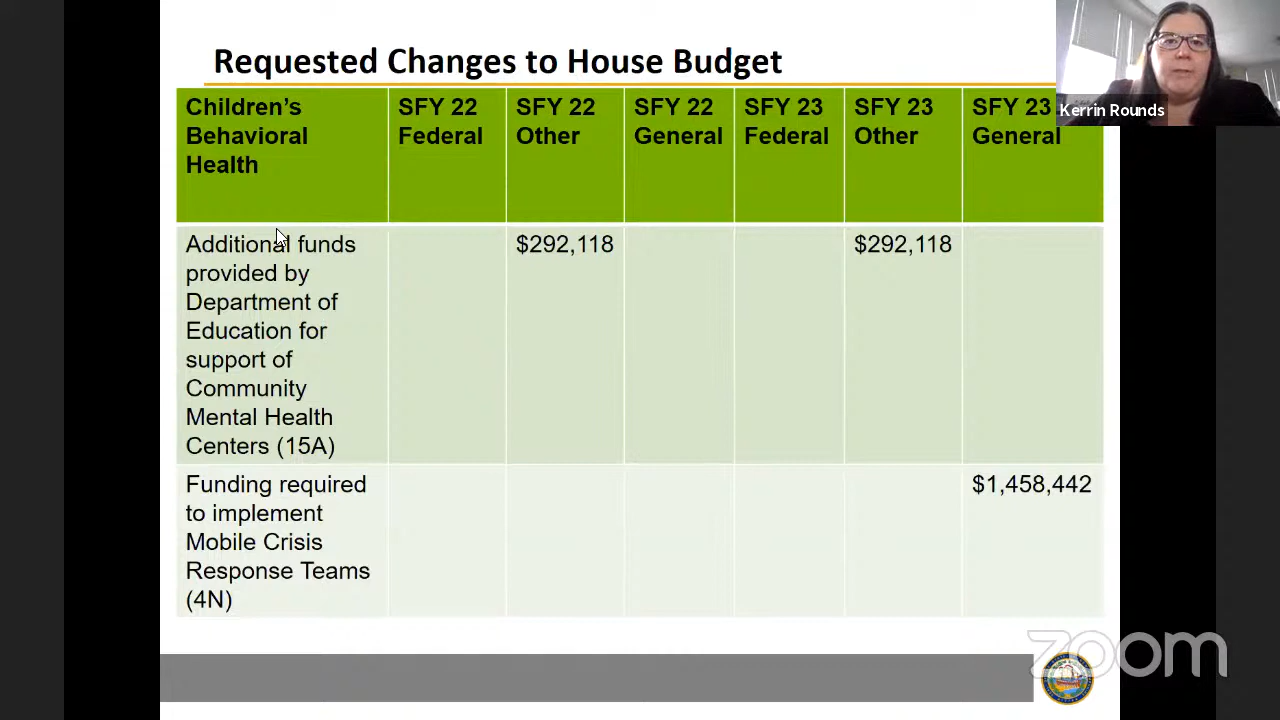 Requested Changes to House Budget
Kerrin Rounds
Children's
Behavioral
Health
SFY 22
Federal
SFY 22
Other
SFY 22
General
SFY 23
Federal
SFY 23
Other
SFY 23
General
Additional funds
provided by
Department of
Education for
support of
Community
Mental Health
Centers (15A)
$292,118
$292,118
Funding required
to implement
Mobile Crisis
Response Teams
(4N)
$1,458,442
zoom